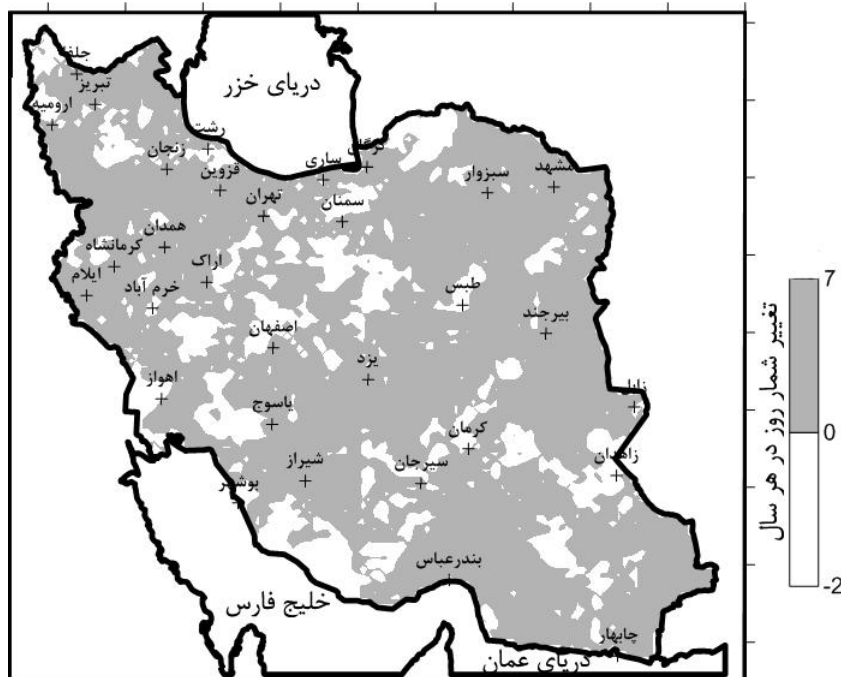 دریای خزر
جلفا
تبریز
ارومیه
رشت
زنجان
قزوین
ساری
گرگان
تهران
سمنان
سبزوار
مشهد
همدان
کرمانشاه
ایلام
خرم آباد
اراک
طبس
بیرجند
اصفهان
یزد
اهواز
یاسوج
زابل
کرمان
زاهدان
شیراز
سیرجان
بوشهر
بندرعباس
خلیج فارس
چابهار
دریای عمان
تغییر شمار روز در هر سال
7
0
-2